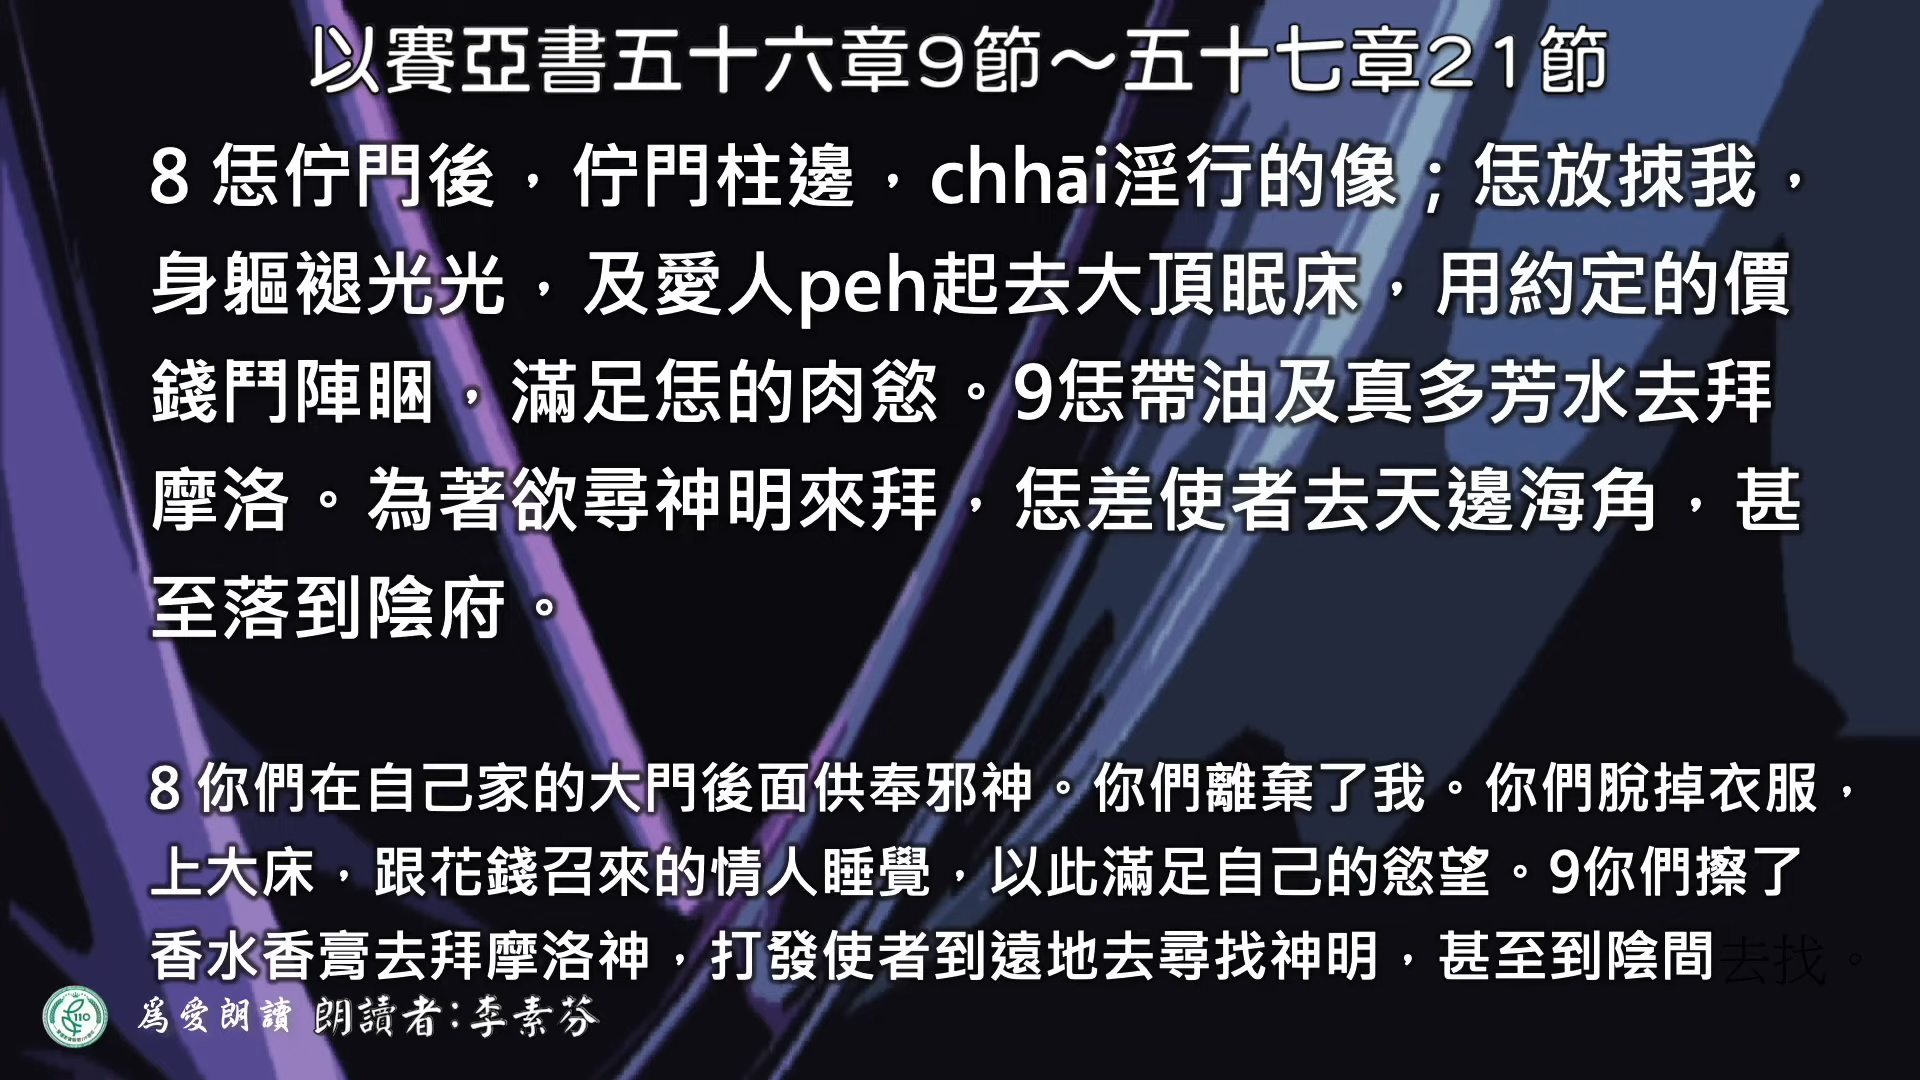 以賽亞書五十六章9節～五十七章21節
8 恁佇門後，佇門柱邊，chhāi淫行的像；恁放捒我，
身軀褪光光，及愛人peh起去大頂眠床，用約定的價
錢鬥陣睏，滿足恁的肉慾。9恁帶油及真多芳水去拜
摩洛。為著欲尋神明來拜，恁差使者去天邊海角，甚
至落到陰府。
8 你們在自己家的大門後面供奉邪神。你們離棄了我。你們脫掉衣服，
上大床，跟花錢召來的情人睡覺，以此滿足自己的慾望。9你們擦了
香水香膏去拜摩洛神，打發使者到遠地去尋找神明，甚至到陰間去找。
110
為愛朗讀 朗讀者：李素芬